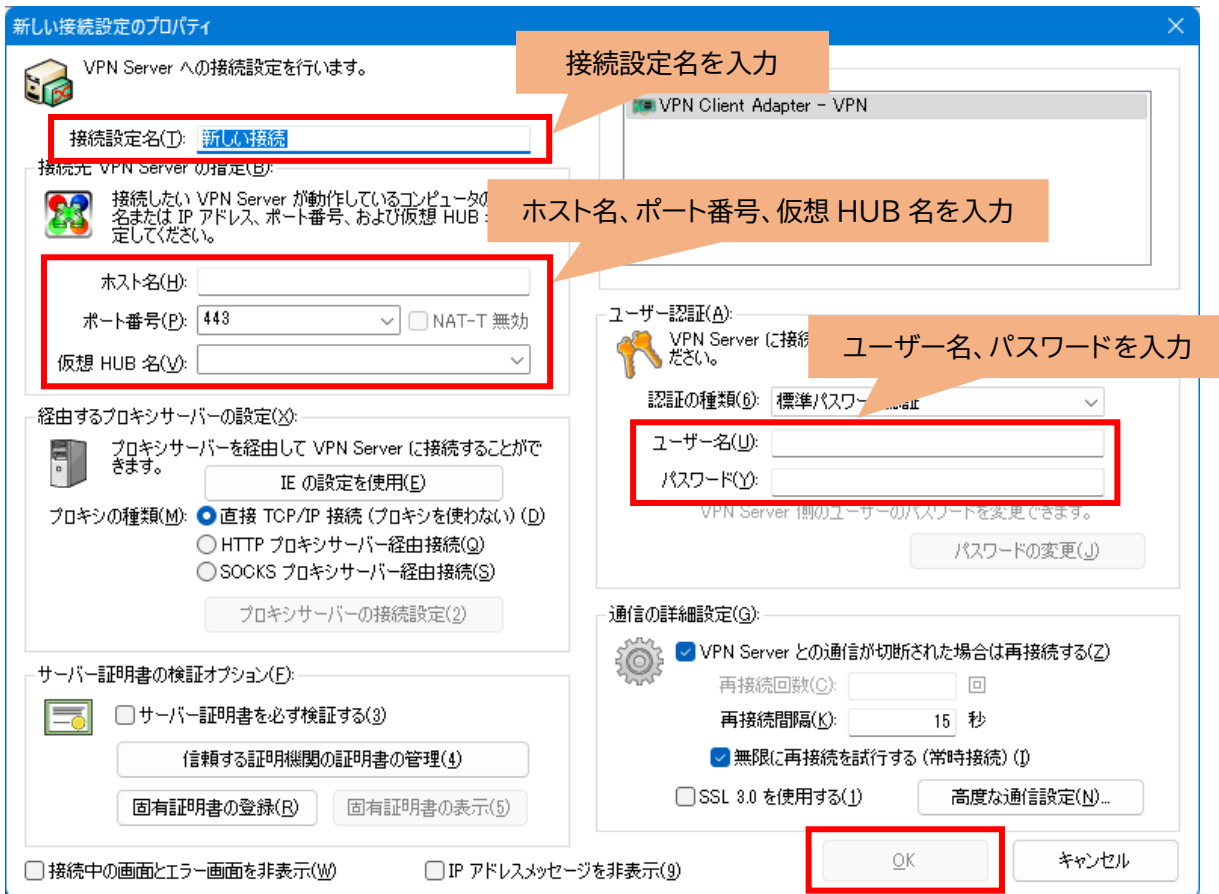 新しい接続設定のプロパティ
VPN Server への接続設定を行います。
接続設定名を入力
接続設定名(T):
新しい接続
VPN Client Adapter - VPN
接続先 VPN Server の指定(B):
接続したい VPN Server が動作しているコンピュータの
名または IP アドレス、ポート番号、および仮想 HUB
定してください。
ホスト名、ポート番号、仮想 HUB 名を入力
ホスト名(H):
ポート番号(P):
443
NAT-T 無効
仮想 HUB 名(V):
ユーザー認証(A):
VPN Server に接続
ださい。
ユーザー名、パスワードを入力
認証の種類(6):
標準パスワード認証
ユーザー名(U):
パスワード(Y):
VPN Server 側のユーザーのパスワードを変更できます。
パスワードの変更(J)
経由するプロキシサーバーの設定(X):
プロキシサーバーを経由して VPN Server に接続することがで
きます。
IE の設定を使用(E)
プロキシの種類(M):
直接 TCP/IP 接続 (プロキシを使わない) (D)
HTTP プロキシサーバー経由接続(Q)
SOCKS プロキシサーバー経由接続(S)
プロキシサーバーの接続設定(2)
通信の詳細設定(G):
VPN Server との通信が切断された場合は再接続する(Z)
再接続回数(C):
回
再接続間隔(K):
15 秒
無限に再接続を試行する (常時接続) (I)
SSL 3.0 を使用する(1)
高度な通信設定(N)...
サーバー証明書の検証オプション(F):
サーバー証明書を必ず検証する(3)
信頼する証明機関の証明書の管理(4)
固有証明書の登録(R)
固有証明書の表示(5)
接続中の画面とエラー画面を非表示(W)
IP アドレスメッセージを非表示(9)
OK
キャンセル